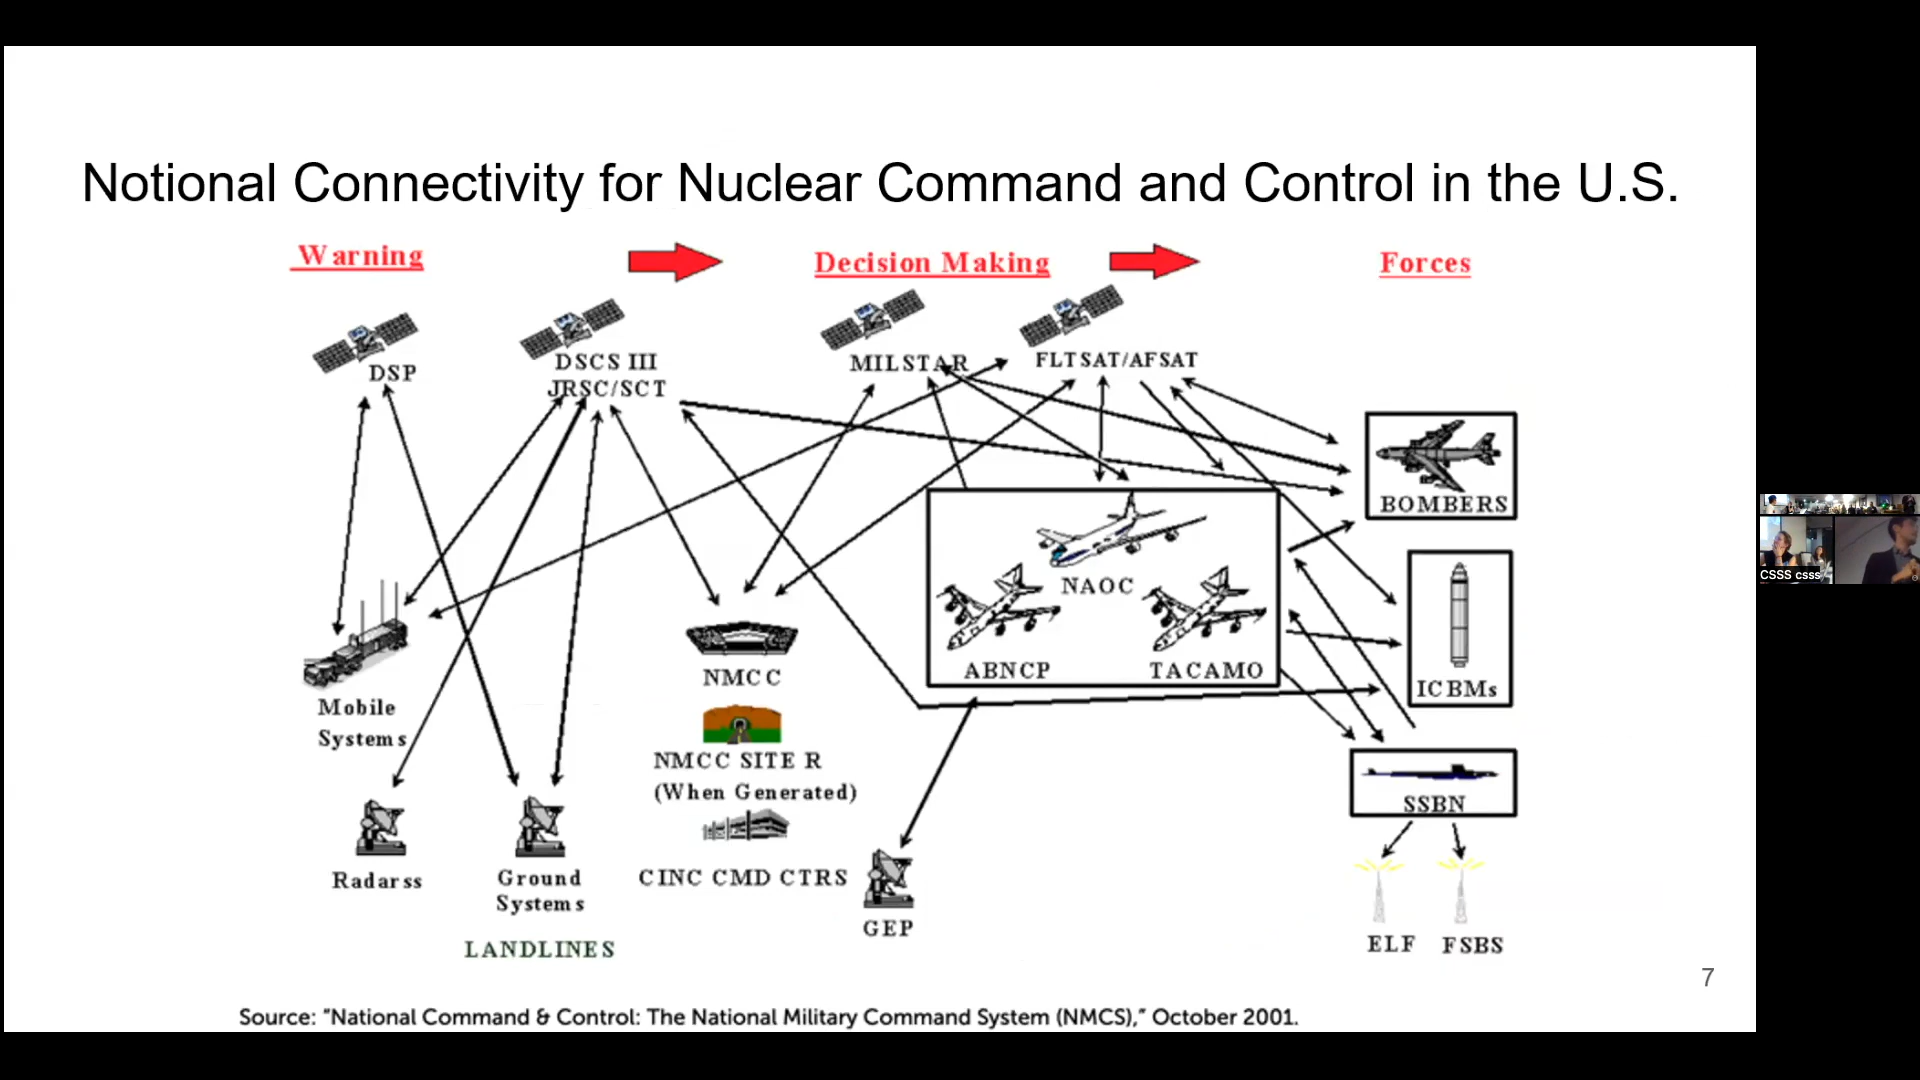 Notional Connectivity for Nuclear Command and Control in the U.S.
Warning
Decision Making
Forces
DSP
DSCS III
JRSC/SCT
MILSTAR
FLTSAT/AFSAT
BOMBERS
NAOC
ABNCP
TACAMO
ICBMs
Mobile
Systems
NMCC
NMCC SITE R
(When Generated)
SSBN
Radarss
Ground
Systems
CINC CMD CTRS
GEP
ELF
FSBS
LANDLINES
7
Source: "National Command & Control: The National Military Command System (NMCS)," October 2001.
CSSS csss